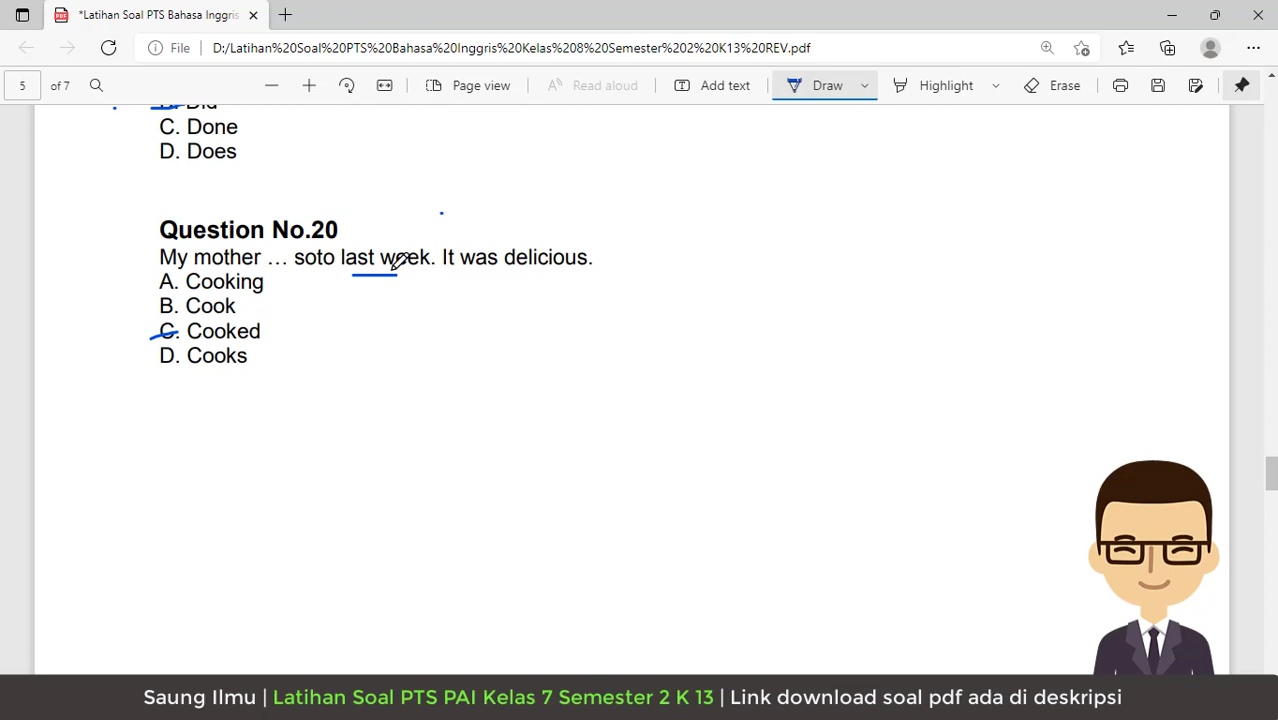 *Latihan Soal PTS Bahasa Inggris
File
D:/Latihan%20Soal%20PTS%20Bahasa%20Inggris%20Kelas%208%20Semester%202%20K13%20REV.pdf
5 of 7
Page view
Read aloud
Add text
Draw
Highlight
Erase
B. Did
C. Done
D. Does
Question No.20
My mother … soto last week. It was delicious.
A. Cooking
B. Cook
C. Cooked
D. Cooks
Saung Ilmu | Latihan Soal PTS PAI Kelas 7 Semester 2 K 13 | Link download soal pdf ada di deskripsi